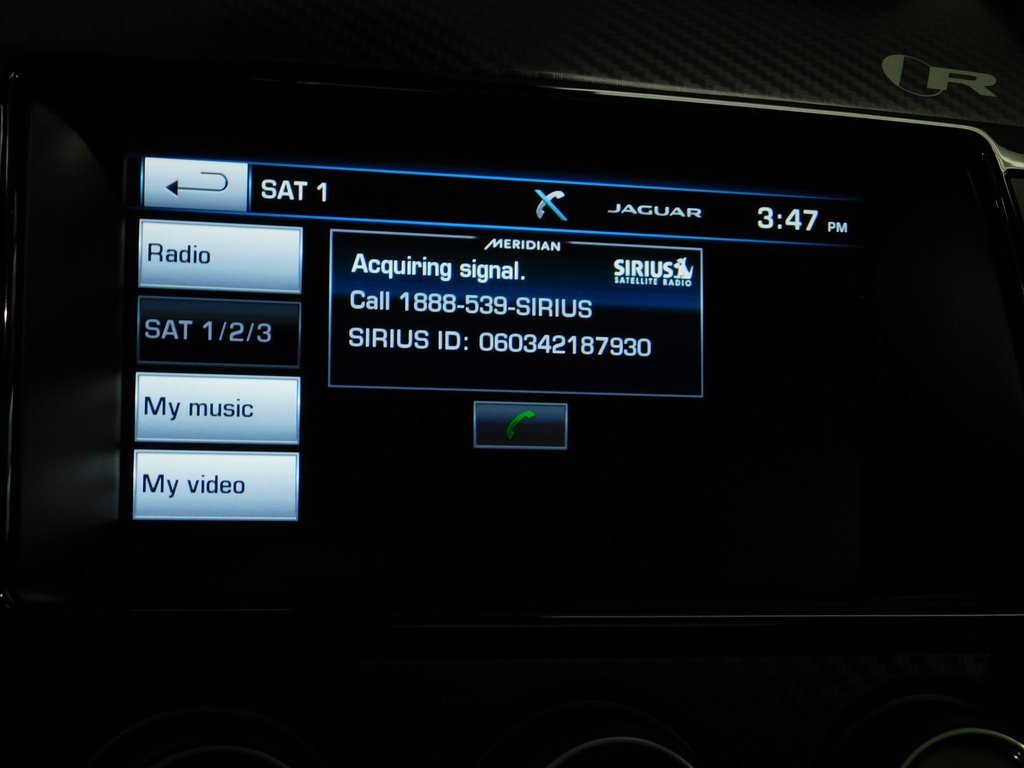 R
SAT 1
JAGUAR
3:47 PM
Radio
SAT 1/2/3
My music
My video
MERIDIAN
Acquiring signal.
SIRIUS
SATELLITE RADIO
Call 1888-539-SIRIUS
SIRIUS ID: 060342187930